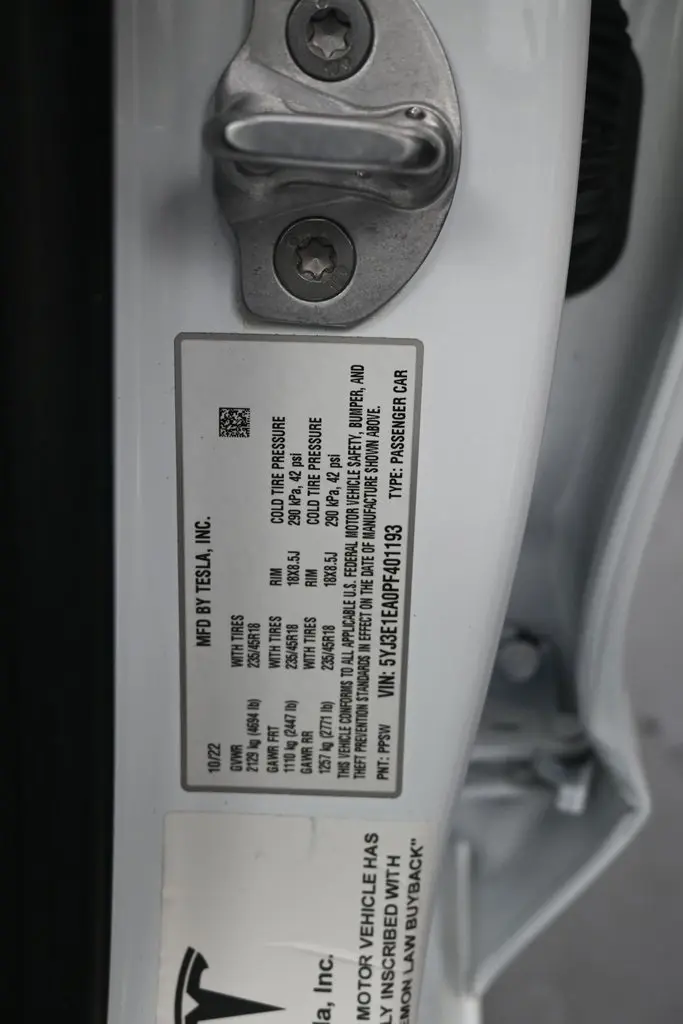 MFD BY TESLA, INC.
10/22
GVWR WITH TIRES
2129 kg (4694 lb) 235/45R18
GAWR FRT WITH TIRES RIM COLD TIRE PRESSURE
1110 kg (2447 lb) 235/45R18 18X8.5J 290 kPa, 42 psi
GAWR RR WITH TIRES RIM COLD TIRE PRESSURE
1257 kg (2771 lb) 235/45R18 18X8.5J 290 kPa, 42 psi
THIS VEHICLE CONFORMS TO ALL APPLICABLE U.S. FEDERAL MOTOR VEHICLE SAFETY, BUMPER, AND
THEFT PREVENTION STANDARDS IN EFFECT ON THE DATE OF MANUFACTURE SHOWN ABOVE.
PNT: PPSW VIN: 5YJ3E1EA0PF401193 TYPE: PASSENGER CAR
la, Inc.
MOTOR VEHICLE HAS
LY INSCRIBED WITH
EMON LAW BUYBACK"